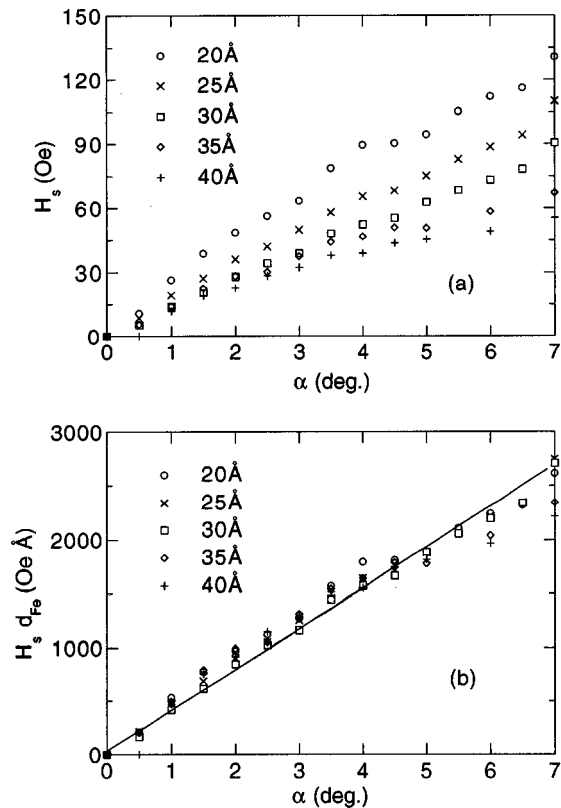 150
120
90
60
30
0
H_s (Oe)
20Å
25Å
30Å
35Å
40Å
(a)
0 1 2 3 4 5 6 7
α (deg.)
3000
2000
1000
0
H_s d_Fe (Oe Å)
20Å
25Å
30Å
35Å
40Å
(b)
0 1 2 3 4 5 6 7
α (deg.)